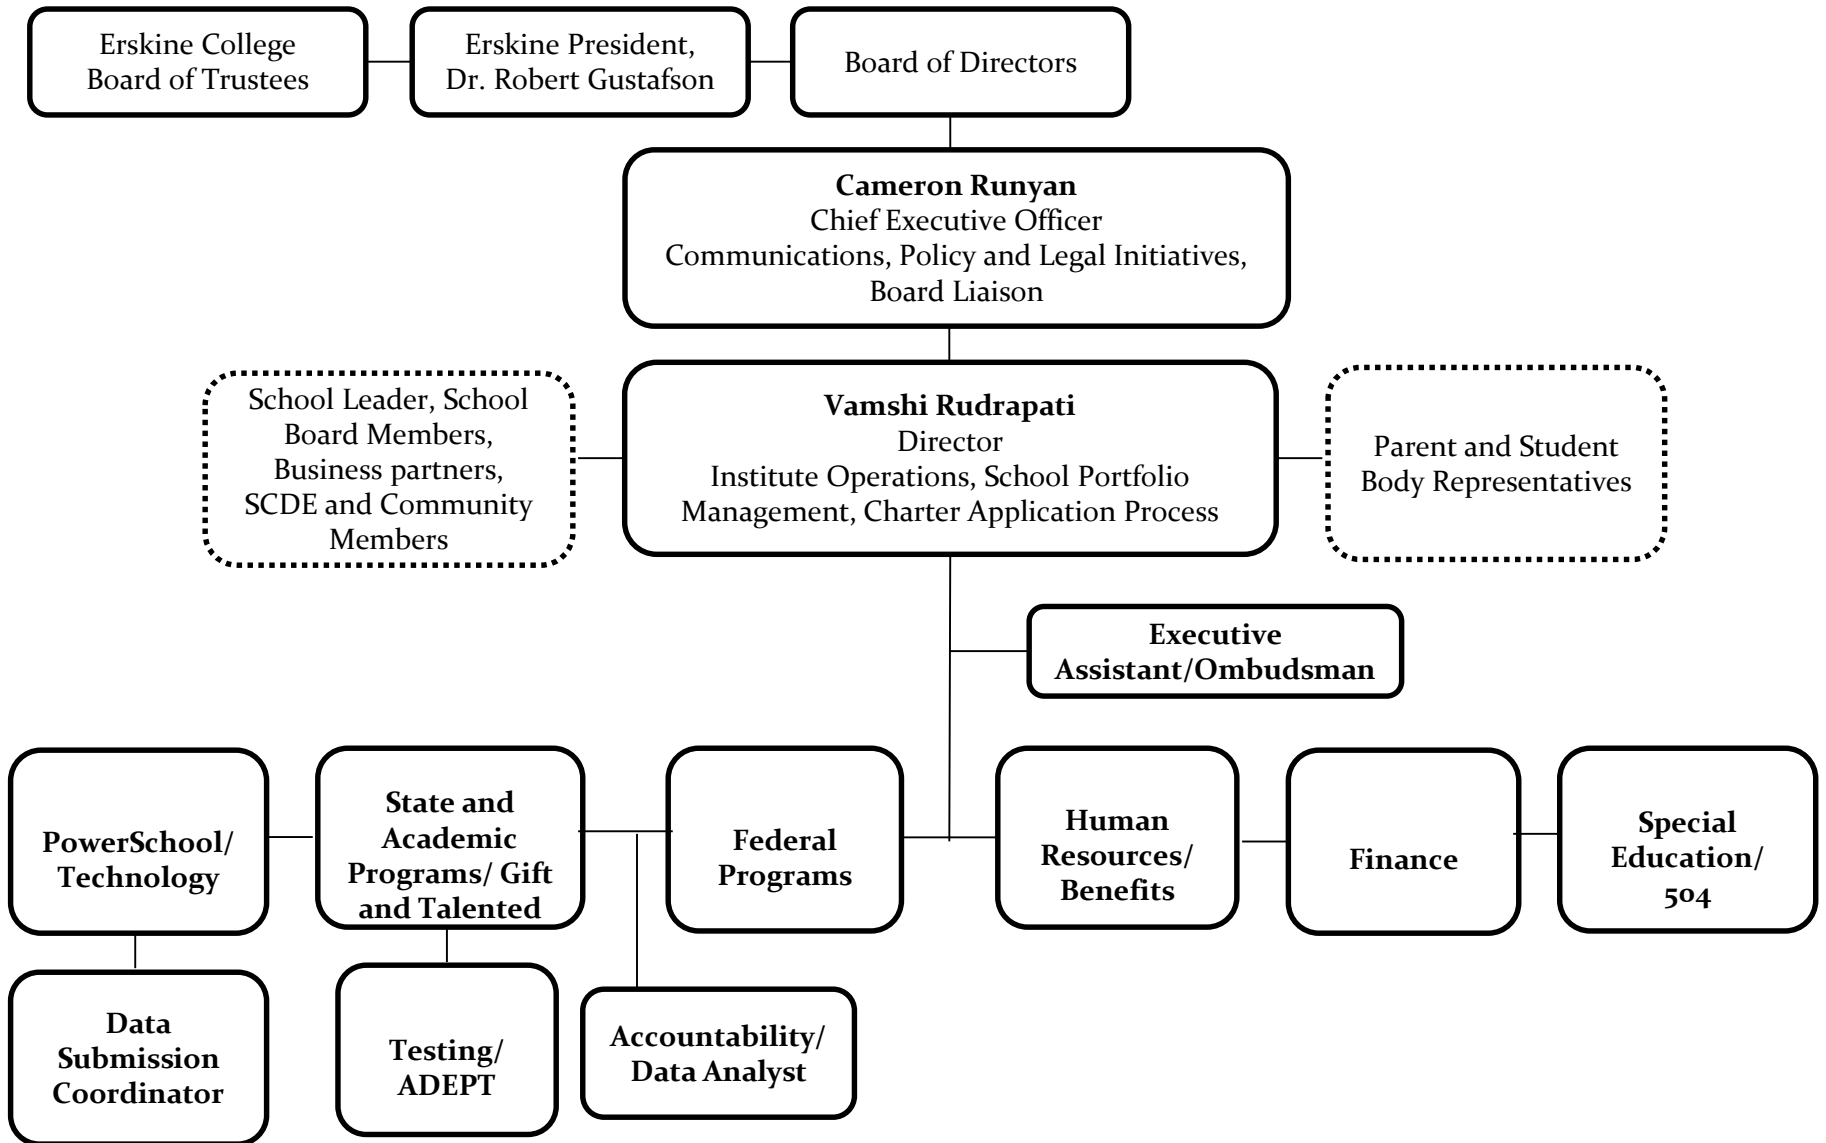 Erskine College
Board of Trustees
Erskine President,
Dr. Robert Gustafson
Board of Directors
Cameron Runyan
Chief Executive Officer
Communications, Policy and Legal Initiatives,
Board Liaison
School Leader, School
Board Members,
Business partners,
SCDE and Community
Members
Vamshi Rudrapati
Director
Institute Operations, School Portfolio
Management, Charter Application Process
Parent and Student
Body Representatives
Executive
Assistant/Ombudsman
PowerSchool/
Technology
State and
Academic
Programs/ Gift
and Talented
Federal
Programs
Human
Resources/
Benefits
Finance
Special
Education/
504
Data
Submission
Coordinator
Testing/
ADEPT
Accountability/
Data Analyst